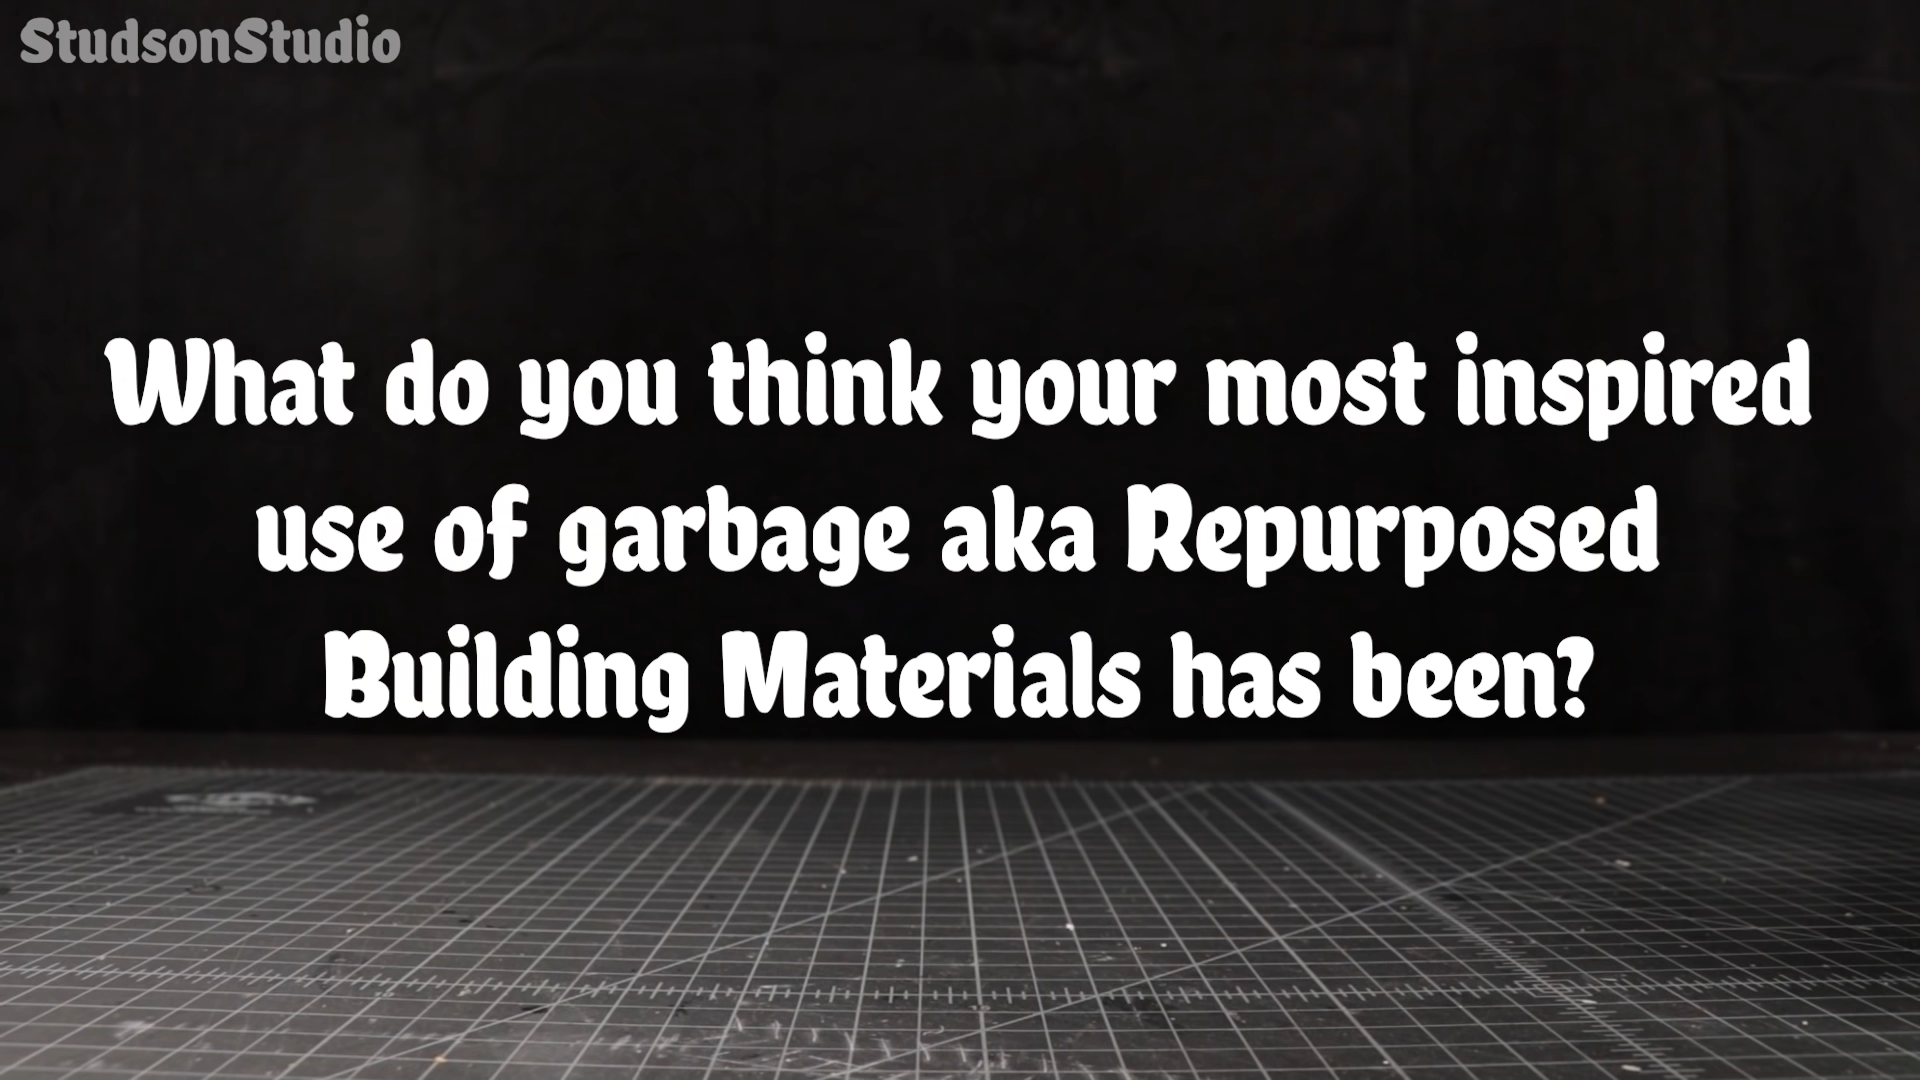 StudsonStudio
What do you think your most inspired
use of garbage aka Repurposed
Building Materials has been?